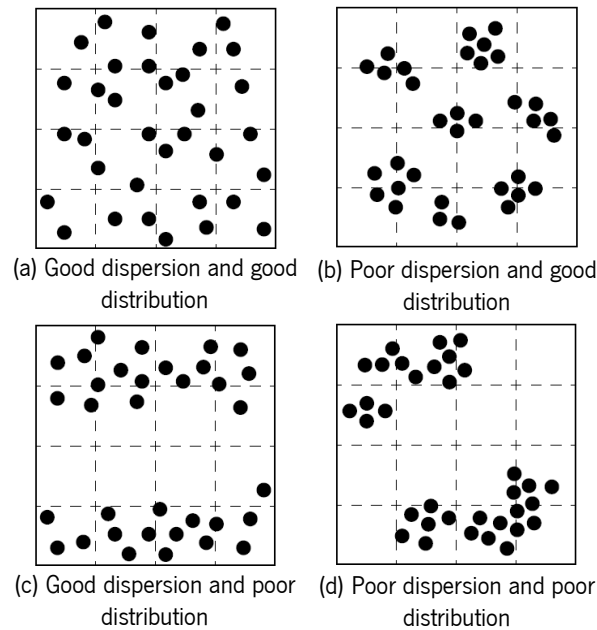 (a) Good dispersion and good
distribution
(b) Poor dispersion and good
distribution
(c) Good dispersion and poor
distribution
(d) Poor dispersion and poor
distribution